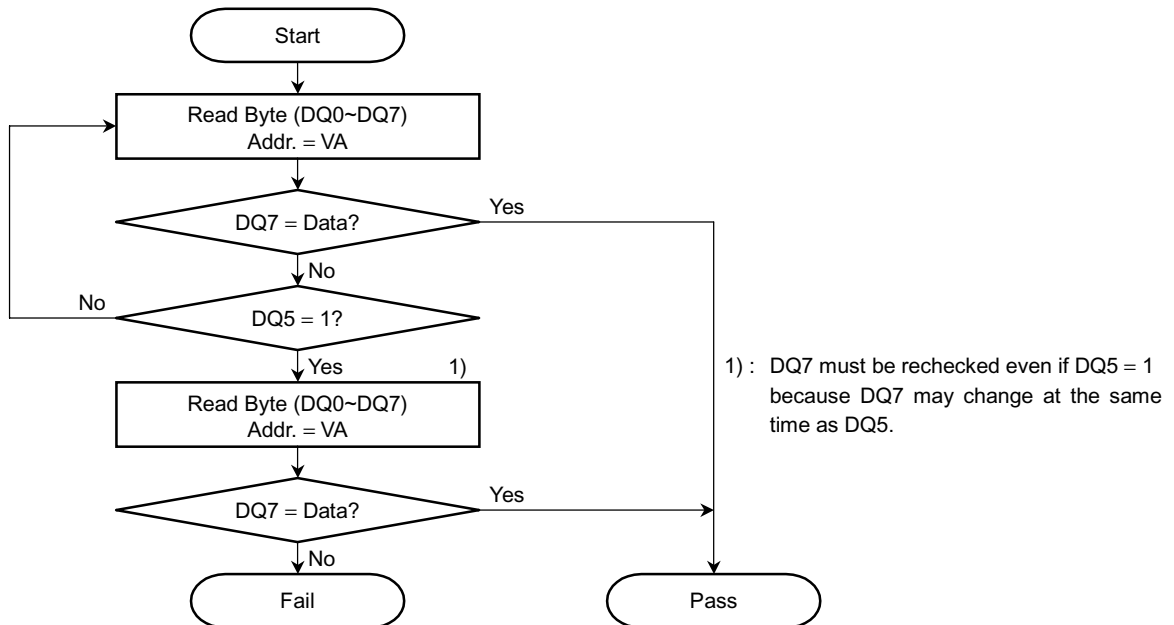 Start
Read Byte (DQ0~DQ7)
Addr. = VA
DQ7 = Data?
Yes
No
No
DQ5 = 1?
Yes
1)
Read Byte (DQ0~DQ7)
Addr. = VA
1) : DQ7 must be rechecked even if DQ5 = 1
because DQ7 may change at the same
time as DQ5.
DQ7 = Data?
Yes
No
Fail
Pass